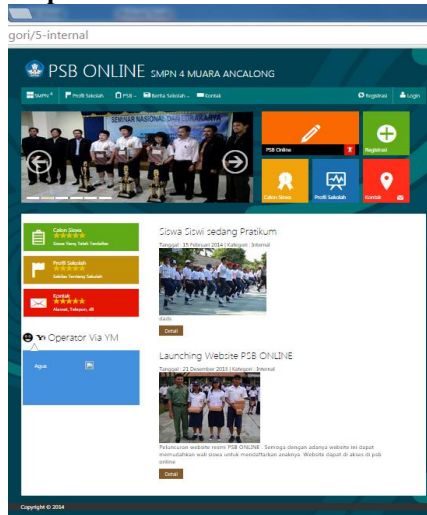 gori/5-internal
PSB ONLINE SMPN 4 MUARA ANCALONG
SMPN 4 Profil Sekolah PSB Berita Sekolah Kontak Registrasi Login
SEMINAR NASIONAL DAN LOKAKARYA
PSB Online
Registrasi
Calon Siswa
Profil Sekolah
Kontak
Calon Siswa
Siswa Yang Telah Terdaftar
Profil Sekolah
Sekilas Tentang Sekolah
Kontak
Alamat, Telepon, dll
Operator Via YM
Agus
Siswa Siswi sedang Pratikum
Tanggal : 15 Februari 2014 | Kategori : Internal
dads
Detail
Launching Website PSB ONLINE
Tanggal : 21 Desember 2013 | Kategori : Internal
Peluncuran website resmi PSB ONLINE . Semoga dengan adanya website ini dapat
memudahkan wali siswa untuk mendaftarkan anaknya. Website dapat di akses di psb
online
Detail
Copyright © 2014